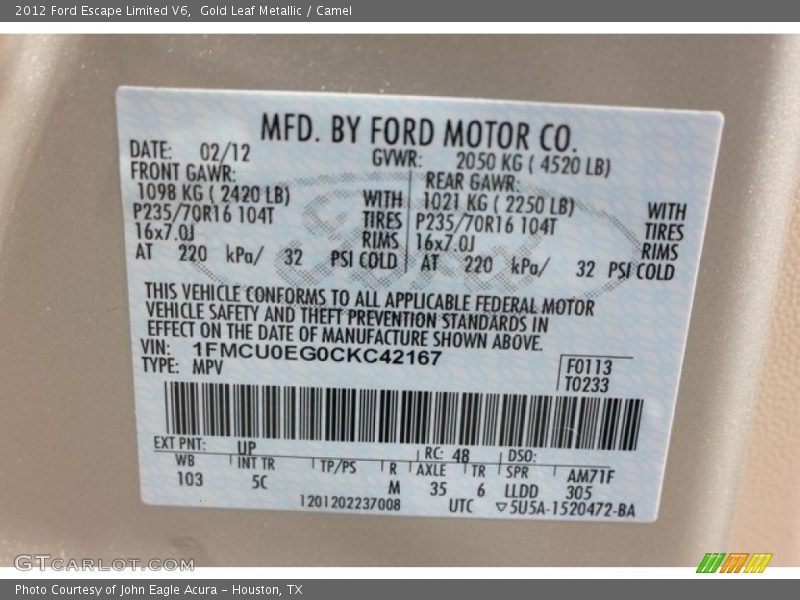 2012 Ford Escape Limited V6,  Gold Leaf Metallic / Camel
MFD. BY FORD MOTOR CO.
DATE: 02/12 GVWR: 2050 KG ( 4520 LB)
FRONT GAWR: REAR GAWR:
1098 KG ( 2420 LB) WITH 1021 KG ( 2250 LB) WITH
P235/70R16 104T TIRES P235/70R16 104T TIRES
16x7.0J RIMS 16x7.0J RIMS
AT 220 kPa/ 32 PSI COLD AT 220 kPa/ 32 PSI COLD
Ford
THIS VEHICLE CONFORMS TO ALL APPLICABLE FEDERAL MOTOR
VEHICLE SAFETY AND THEFT PREVENTION STANDARDS IN
EFFECT ON THE DATE OF MANUFACTURE SHOWN ABOVE.
VIN: 1FMCU0EG0CKC42167
TYPE: MPV
F0113
T0233
EXT PNT: UP RC: 48 DSO:
WB INT TR TP/PS R AXLE TR SPR AM71F
103 5C M 35 6 LLDD 305
1201202237008 UTC ▽5U5A-1520472-BA
GTcarlot.com
Photo Courtesy of John Eagle Acura - Houston, TX